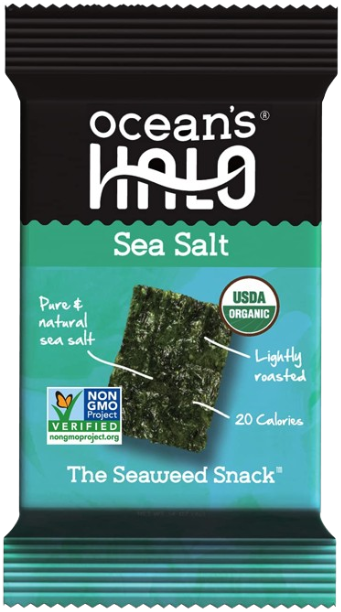 ocean's®
HALO
Sea Salt
Pure &
natural
sea salt
USDA
ORGANIC
Lightly
roasted
20 Calories
NON
GMO
Project
VERIFIED
nongmoproject.org
The Seaweed Snack™